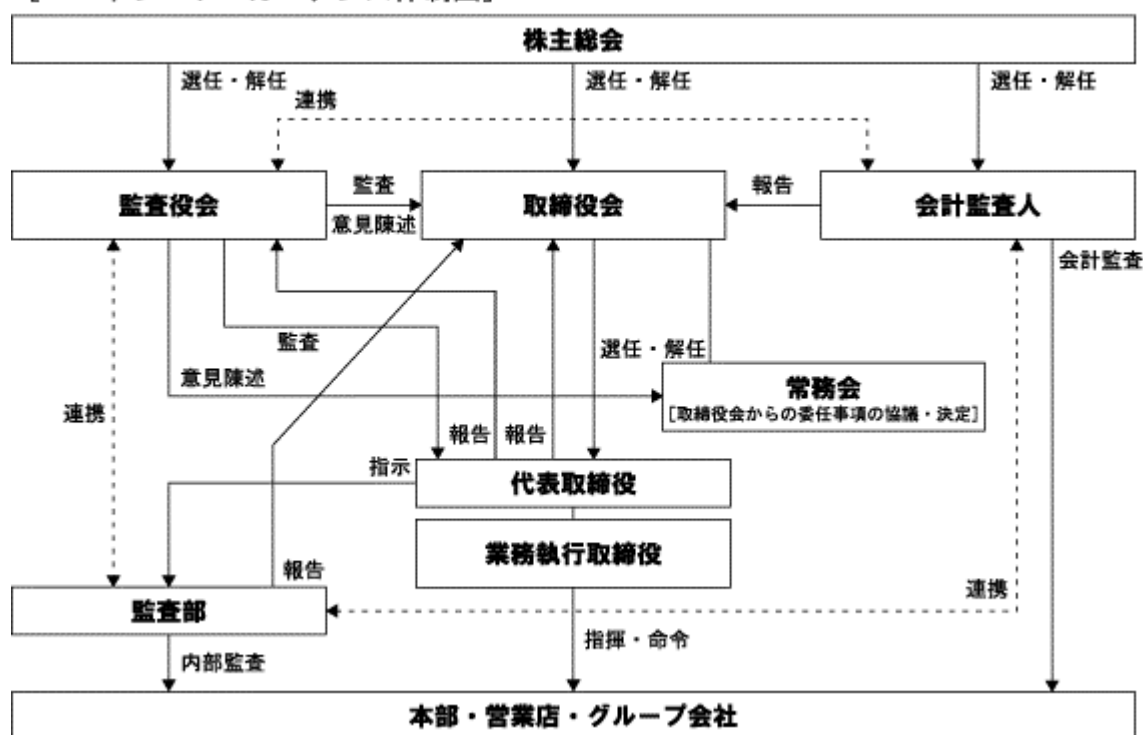 株主総会
選任・解任
選任・解任
選任・解任
連携
監査役会
監査
意見陳述
取締役会
報告
会計監査人
会計監査
監査
選任・解任
意見陳述
常務会
[取締役会からの委任事項の協議・決定]
連携
報告
報告
指示
代表取締役
業務執行取締役
報告
連携
監査部
指揮・命令
内部監査
本部・営業店・グループ会社